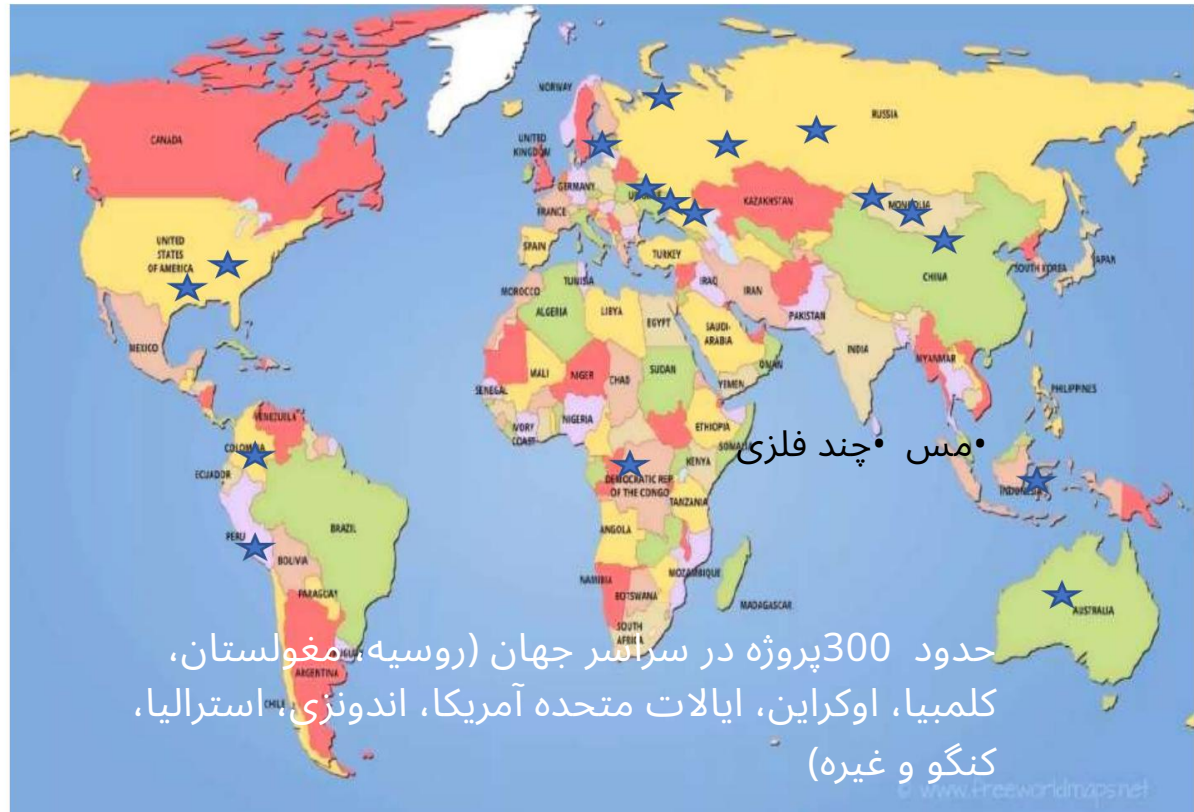 NORWAY
RUSSIA
CANADA
UNITED
KINGDOM
GERMANY
FRANCE
KAZAKHSTAN
MONGOLIA
UNITED
STATES
OF AMERICA
SPAIN
TURKEY
CHINA
SOUTH KOREA
JAPAN
MOROCCO
TUNISIA
IRAQ
IRAN
ALGERIA
LIBYA
EGYPT
PAKISTAN
SAUDI-
ARABIA
MEXICO
INDIA
MYANMAR
OMAN
MALI
NIGER
CHAD
SUDAN
YEMEN
SENEGAL
PHILIPPINES
NIGERIA
IVORY
COAST
ETHIOPIA
VENEZUELA
COLOMBIA
SOMALIA
•مس •چند فلزی
KENYA
ECUADOR
DEMOCRATIC REP.
OF THE CONGO
INDONESIA
TANZANIA
BRAZIL
ANGOLA
PERU
BOLIVIA
MOZAMBIQUE
NAMIBIA
BOTSWANA
MADAGASCAR
PARAGUAY
AUSTRALIA
SOUTH
AFRICA
URUGUAY
ARGENTINA
CHILE
حدود 300پروژه در سراسر جهان (روسیه، مغولستان،
کلمبیا، اوکراین، ایالات متحده آمریکا، اندونزی، استرالیا،
کنگو و غیره)
© www.freeworldmaps.net